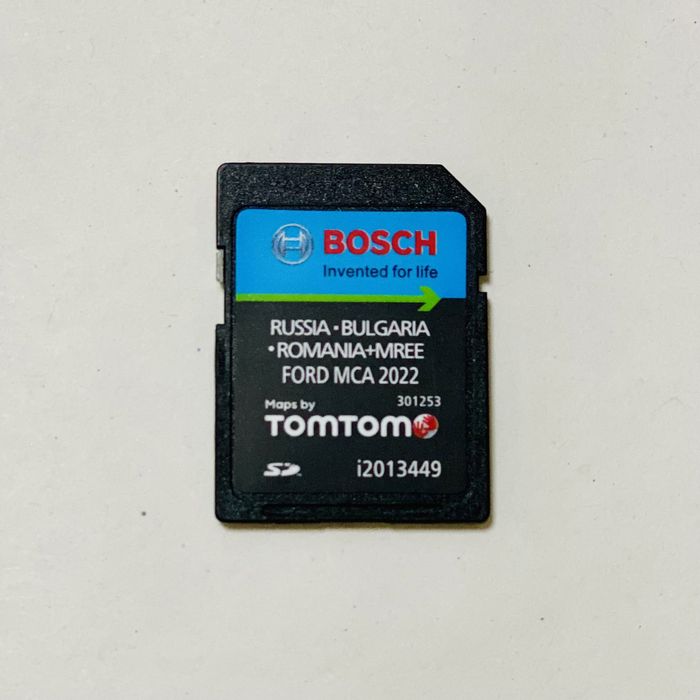 BOSCH
Invented for life
RUSSIA • BULGARIA
• ROMANIA+MREE
FORD MCA 2022
301253
Maps by
TOMTOM
SD
i2013449